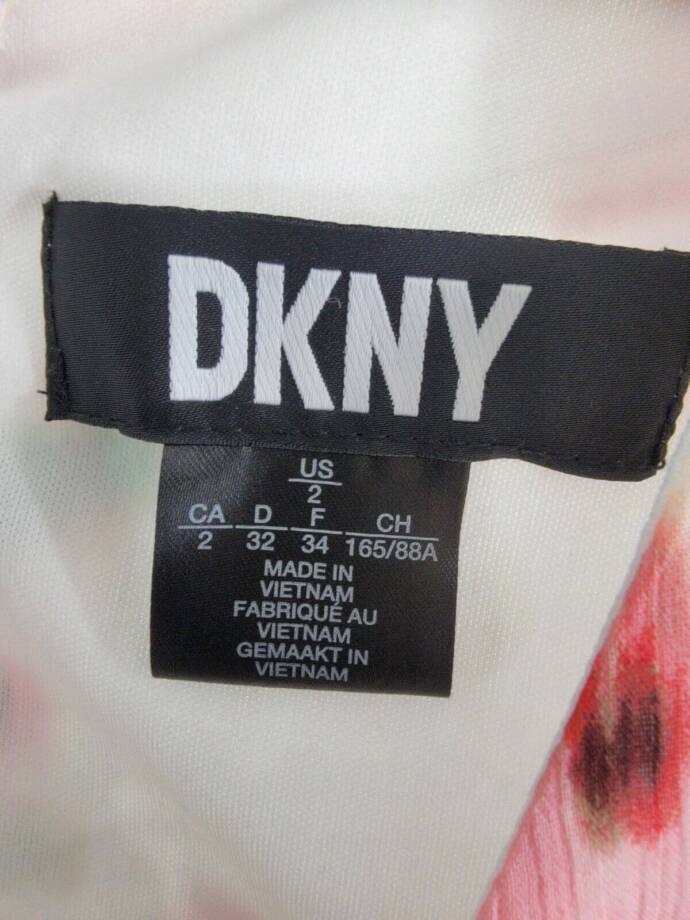 DKNY
US
2
CA D F CH
2 32 34 165/88A
MADE IN
VIETNAM
FABRIQUÉ AU
VIETNAM
GEMAAKT IN
VIETNAM